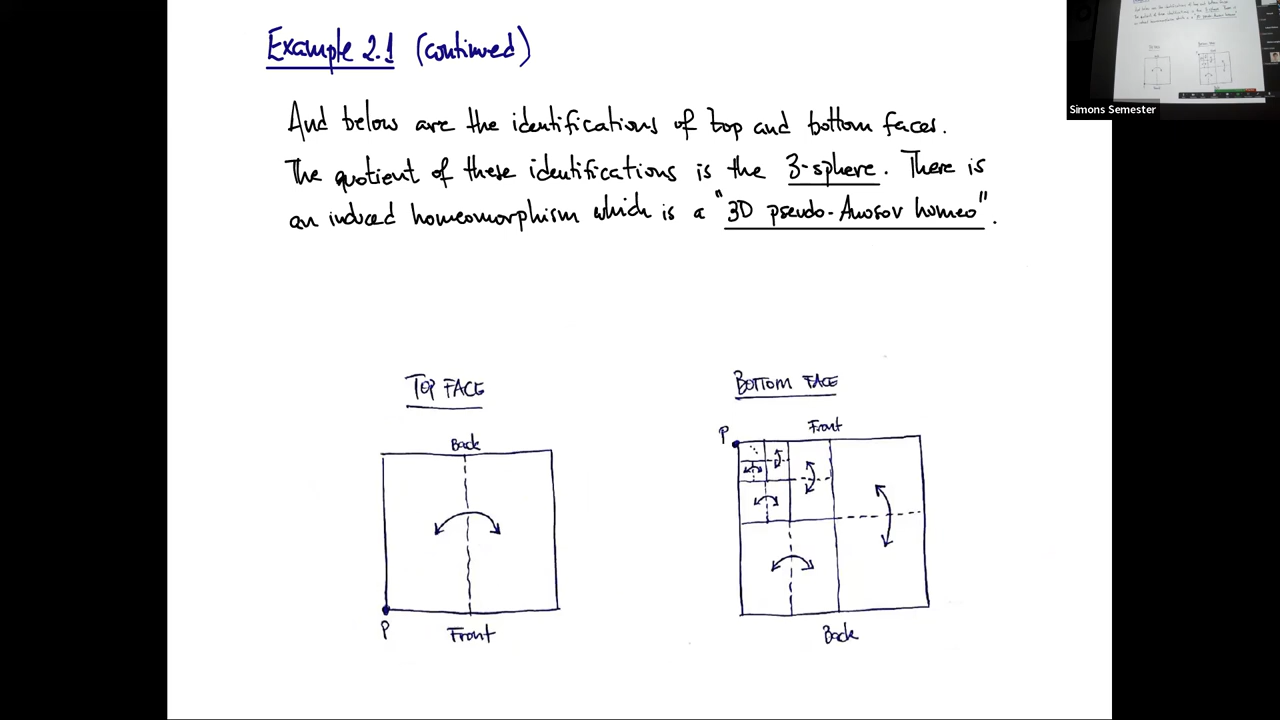 Example 2.1 (continued)
And below are the identifications of top and bottom faces.
The quotient of these identifications is the 3-sphere. There is
an induced homeomorphism which is a "3D pseudo-Anosov homeo".
TOP FACE
Back
P
Front
BOTTOM FACE
P
Front
Back
Simons Semester